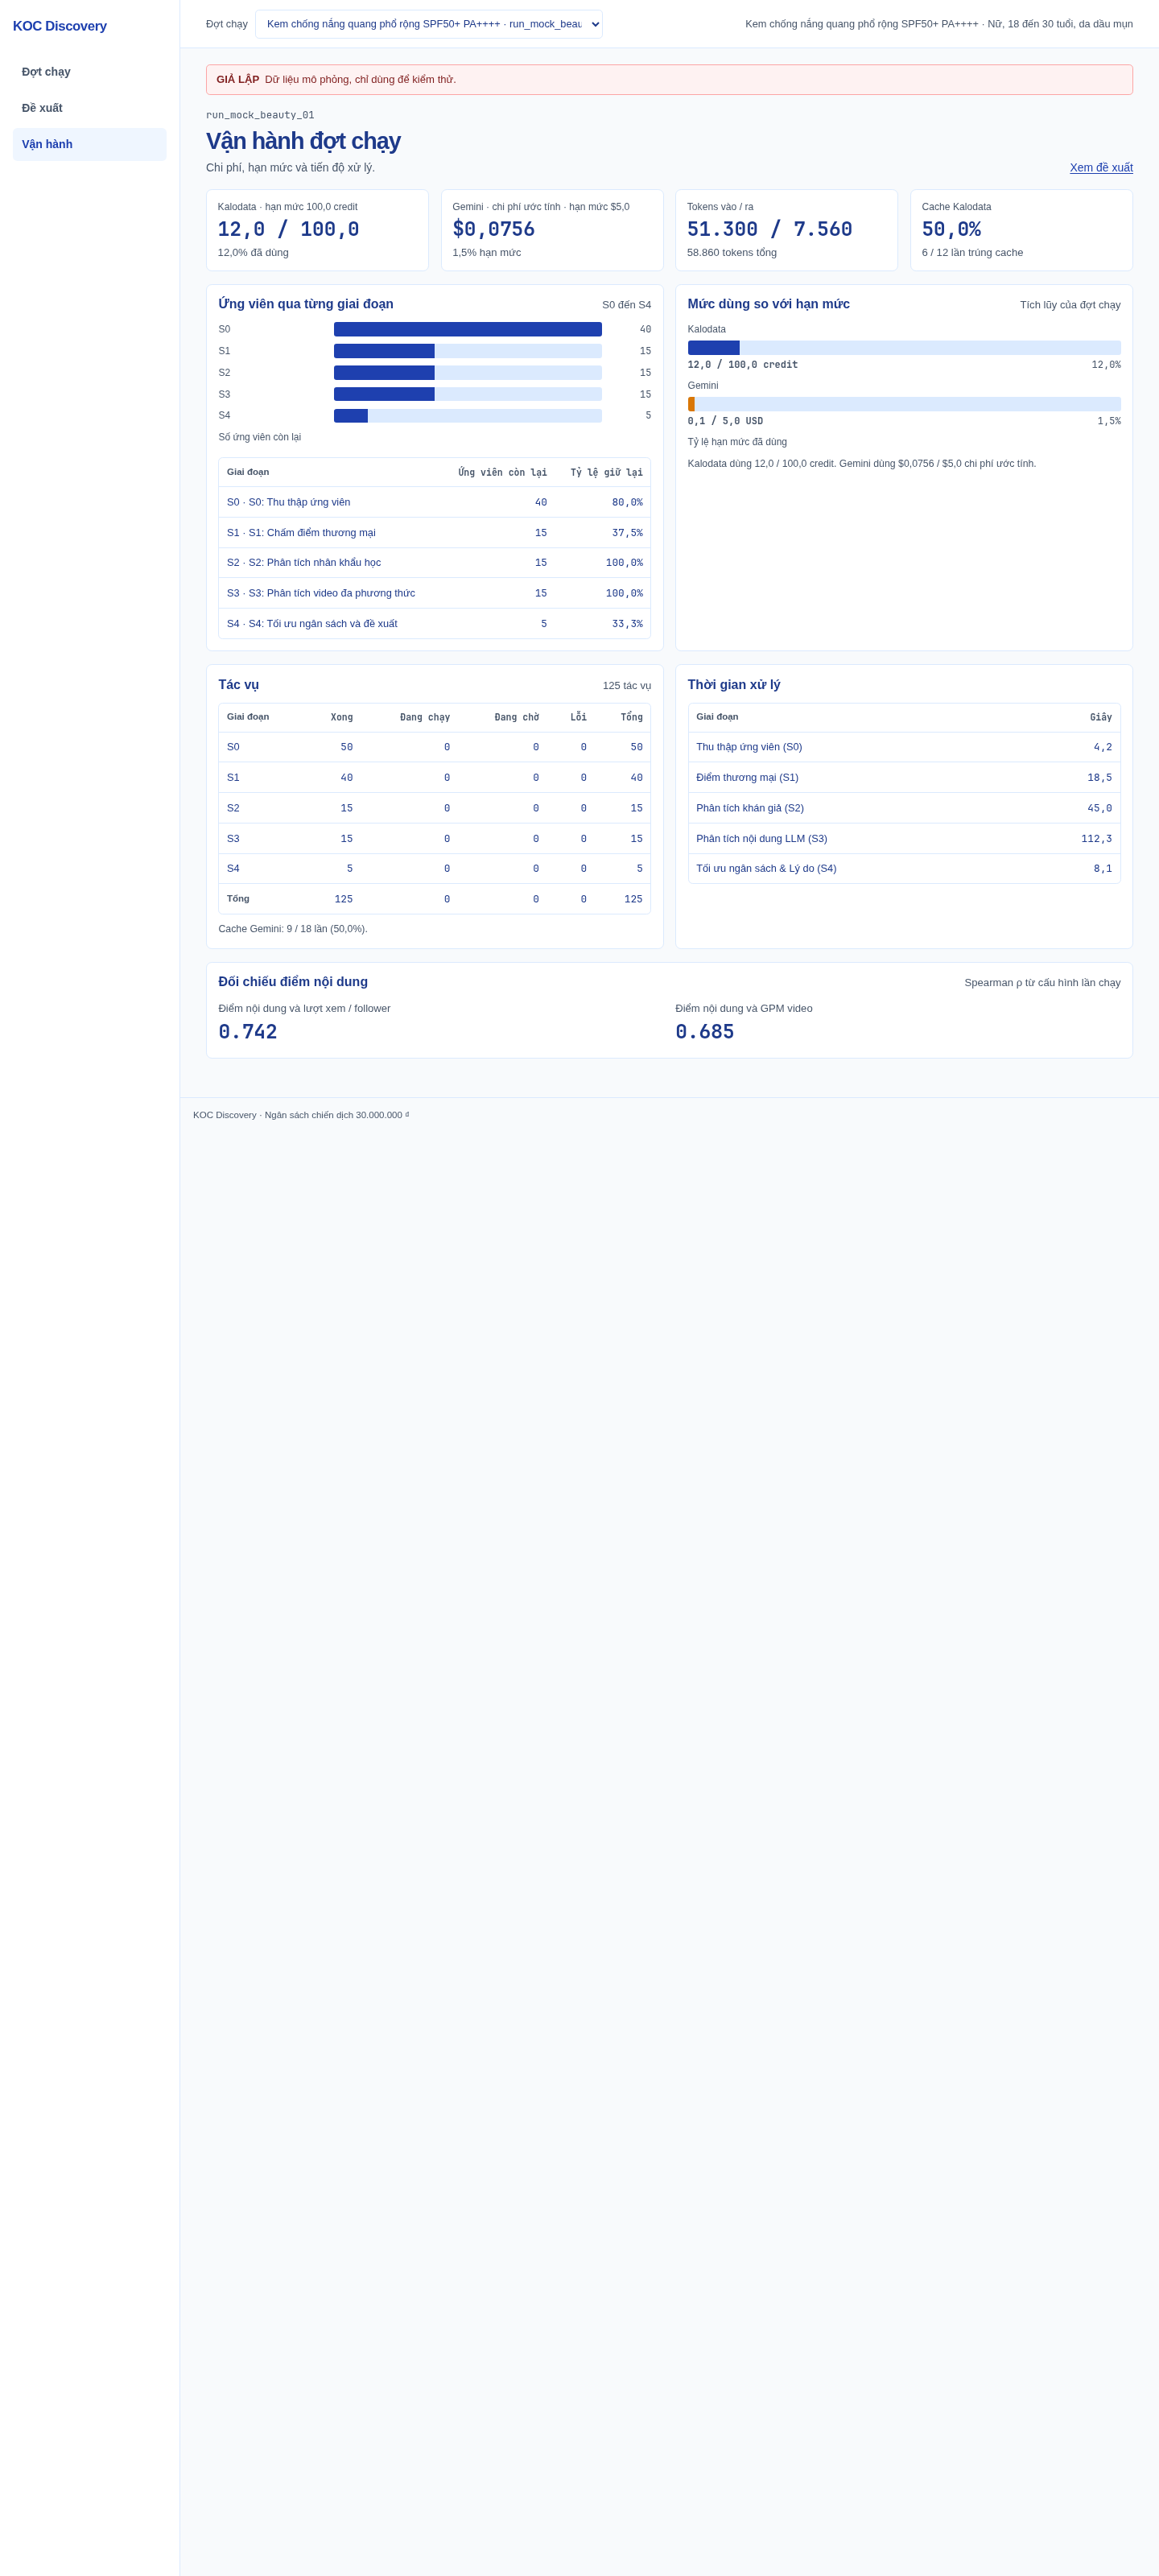 KOC Discovery
Đợt chạy
Đề xuất
Vận hành
Đợt chạy
Kem chống nắng quang phổ rộng SPF50+ PA++++ · run_mock_beau
Kem chống nắng quang phổ rộng SPF50+ PA++++ · Nữ, 18 đến 30 tuổi, da dầu mụn
GIẢ LẬP Dữ liệu mô phỏng, chỉ dùng để kiểm thử.
run_mock_beauty_01
Vận hành đợt chạy
Chi phí, hạn mức và tiến độ xử lý.
Xem đề xuất
Kalodata · hạn mức 100,0 credit
12,0 / 100,0
12,0% đã dùng
Gemini · chi phí ước tính · hạn mức $5,0
$0,0756
1,5% hạn mức
Tokens vào / ra
51.300 / 7.560
58.860 tokens tổng
Cache Kalodata
50,0%
6 / 12 lần trúng cache
Ứng viên qua từng giai đoạn
S0 đến S4
S0 40
S1 15
S2 15
S3 15
S4 5
Số ứng viên còn lại
Giai đoạn Ứng viên còn lại Tỷ lệ giữ lại
S0 · S0: Thu thập ứng viên 40 80,0%
S1 · S1: Chấm điểm thương mại 15 37,5%
S2 · S2: Phân tích nhân khẩu học 15 100,0%
S3 · S3: Phân tích video đa phương thức 15 100,0%
S4 · S4: Tối ưu ngân sách và đề xuất 5 33,3%
Mức dùng so với hạn mức
Tích lũy của đợt chạy
Kalodata
12,0 / 100,0 credit 12,0%
Gemini
0,1 / 5,0 USD 1,5%
Tỷ lệ hạn mức đã dùng
Kalodata dùng 12,0 / 100,0 credit. Gemini dùng $0,0756 / $5,0 chi phí ước tính.
Tác vụ
125 tác vụ
Giai đoạn Xong Đang chạy Đang chờ Lỗi Tổng
S0 50 0 0 0 50
S1 40 0 0 0 40
S2 15 0 0 0 15
S3 15 0 0 0 15
S4 5 0 0 0 5
Tổng 125 0 0 0 125
Cache Gemini: 9 / 18 lần (50,0%).
Thời gian xử lý
Giai đoạn Giây
Thu thập ứng viên (S0) 4,2
Điểm thương mại (S1) 18,5
Phân tích khán giả (S2) 45,0
Phân tích nội dung LLM (S3) 112,3
Tối ưu ngân sách & Lý do (S4) 8,1
Đối chiếu điểm nội dung
Spearman ρ từ cấu hình lần chạy
Điểm nội dung và lượt xem / follower
0.742
Điểm nội dung và GPM video
0.685
KOC Discovery · Ngân sách chiến dịch 30.000.000 ₫